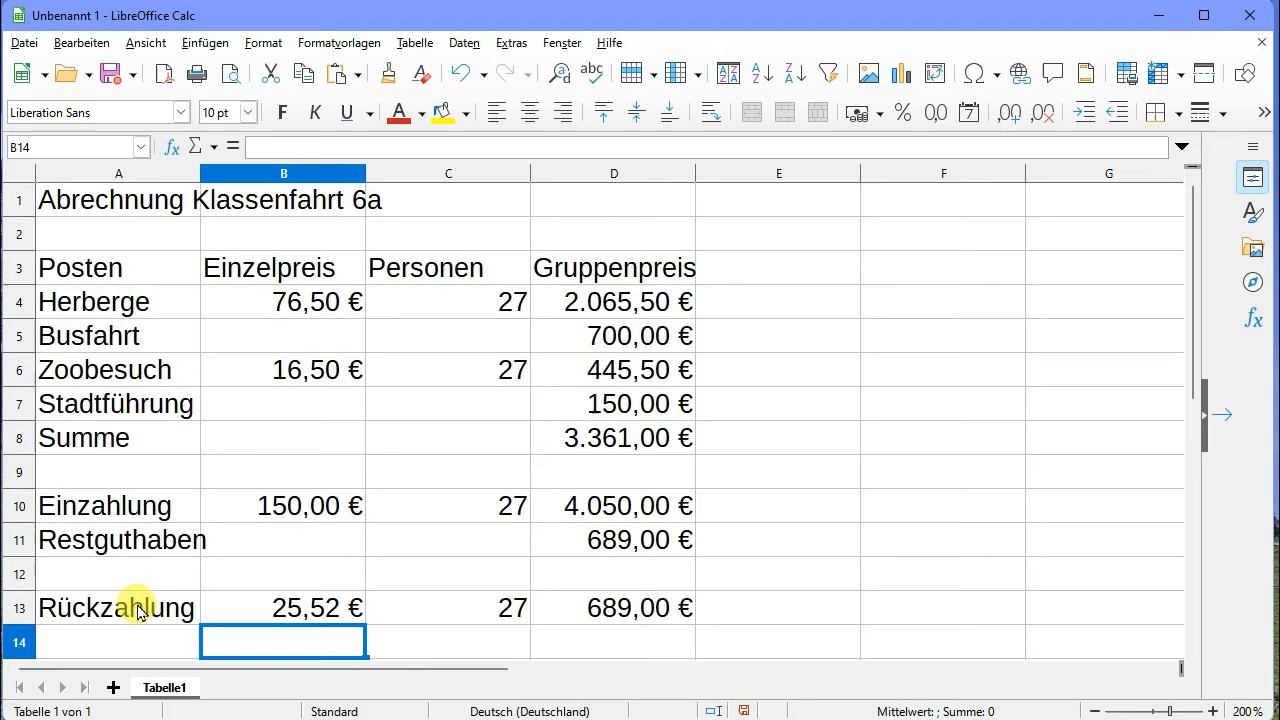 Unbenannt 1 - LibreOffice Calc
Datei Bearbeiten Ansicht Einfügen Format Formatvorlagen Tabelle Daten Extras Fenster Hilfe
Liberation Sans 10 pt F K U A
B14 fx Σ =
A B C D E F G
1 Abrechnung Klassenfahrt 6a
2
3 Posten Einzelpreis Personen Gruppenpreis
4 Herberge 76,50 € 27 2.065,50 €
5 Busfahrt 700,00 €
6 Zoobesuch 16,50 € 27 445,50 €
7 Stadtführung 150,00 €
8 Summe 3.361,00 €
9
10 Einzahlung 150,00 € 27 4.050,00 €
11 Restguthaben 689,00 €
12
13 Rückzahlung 25,52 € 27 689,00 €
14
Tabelle1
Tabelle 1 von 1 Standard Deutsch (Deutschland) Mittelwert: ; Summe: 0 200%